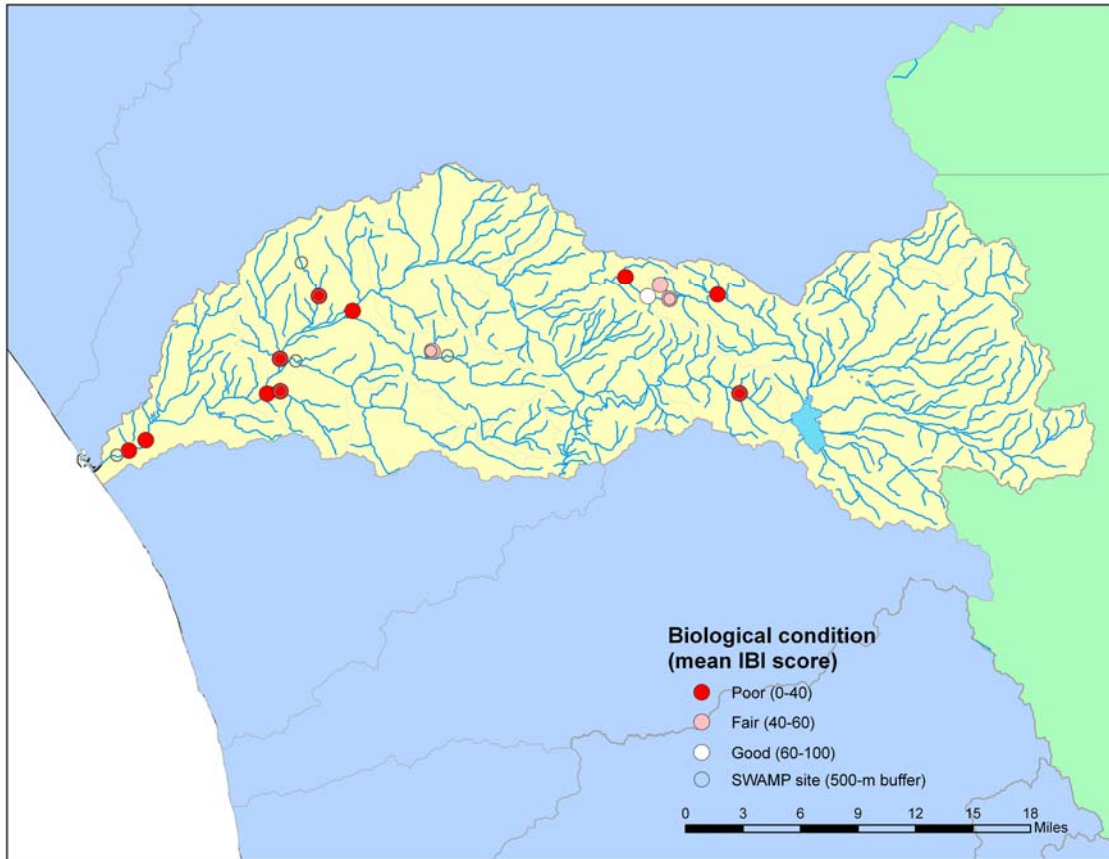 Biological condition
(mean IBI score)
Poor (0-40)
Fair (40-60)
Good (60-100)
SWAMP site (500-m buffer)
0 3 6 9 12 15 18
Miles